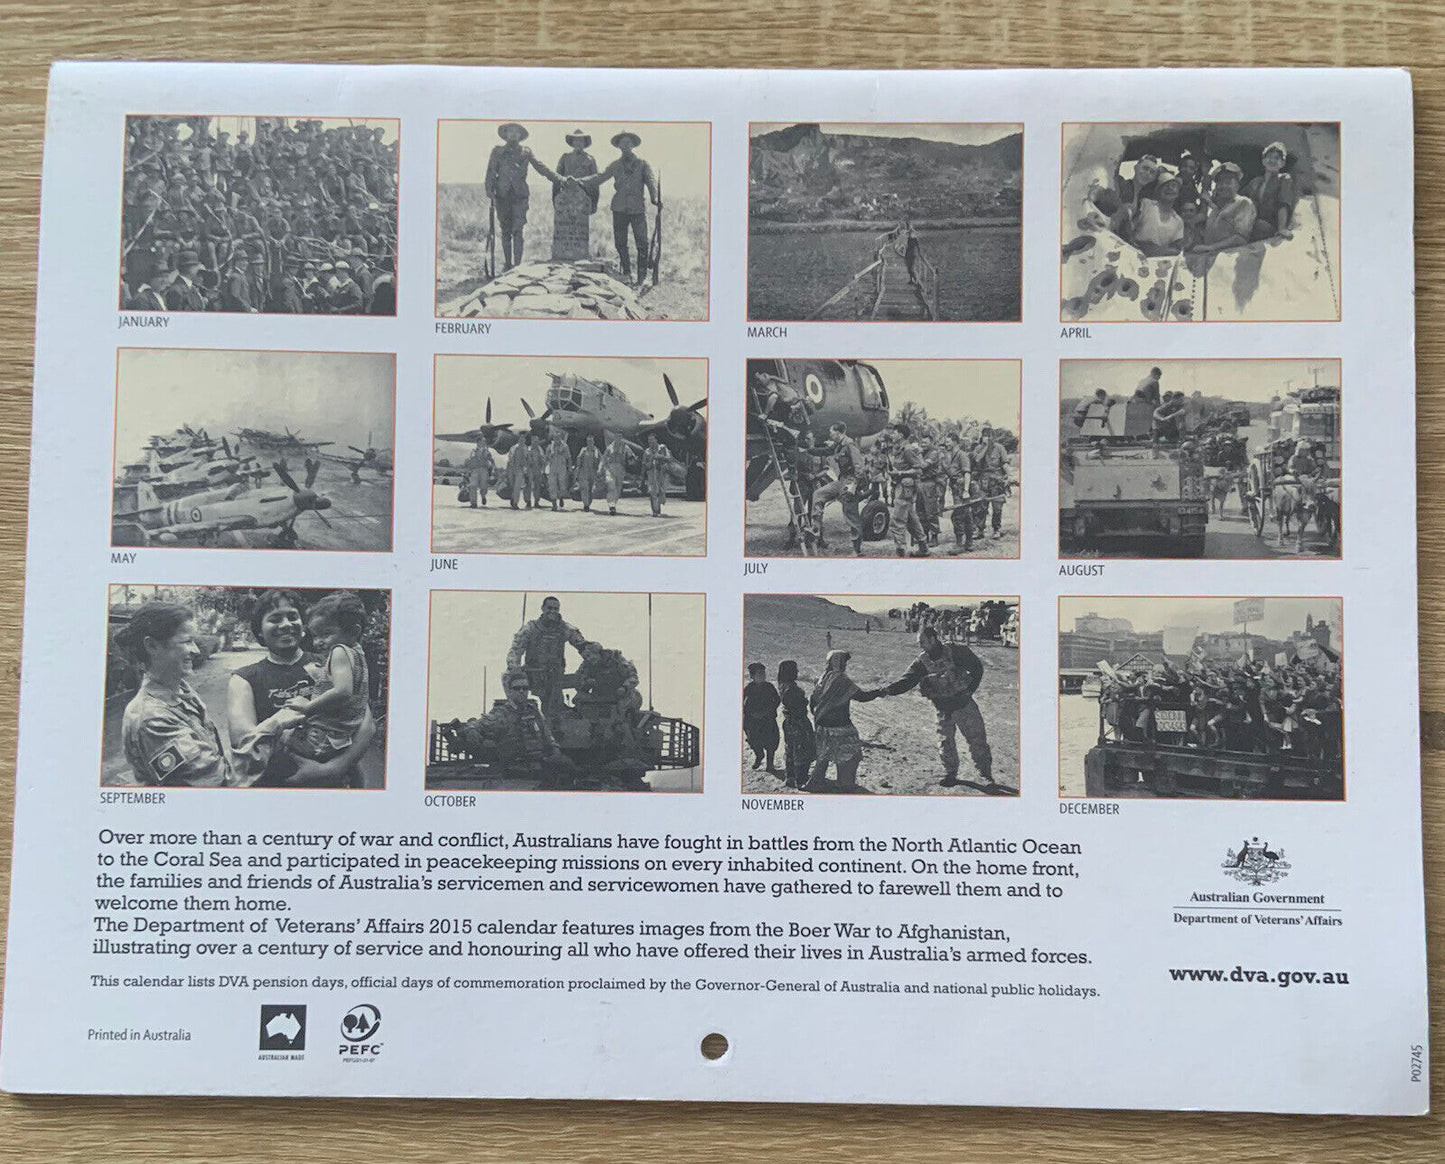 JANUARY
FEBRUARY
MARCH
APRIL
MAY
JUNE
JULY
AUGUST
SEPTEMBER
OCTOBER
NOVEMBER
DECEMBER
Over more than a century of war and conflict, Australians have fought in battles from the North Atlantic Ocean
to the Coral Sea and participated in peacekeeping missions on every inhabited continent. On the home front,
the families and friends of Australia's servicemen and servicewomen have gathered to farewell them and to
welcome them home.
The Department of Veterans' Affairs 2015 calendar features images from the Boer War to Afghanistan,
illustrating over a century of service and honouring all who have offered their lives in Australia's armed forces.
This calendar lists DVA pension days, official days of commemoration proclaimed by the Governor-General of Australia and national public holidays.
Australian Government
Department of Veterans' Affairs
www.dva.gov.au
Printed in Australia
AUSTRALIAN MADE
PEFC™
P02745